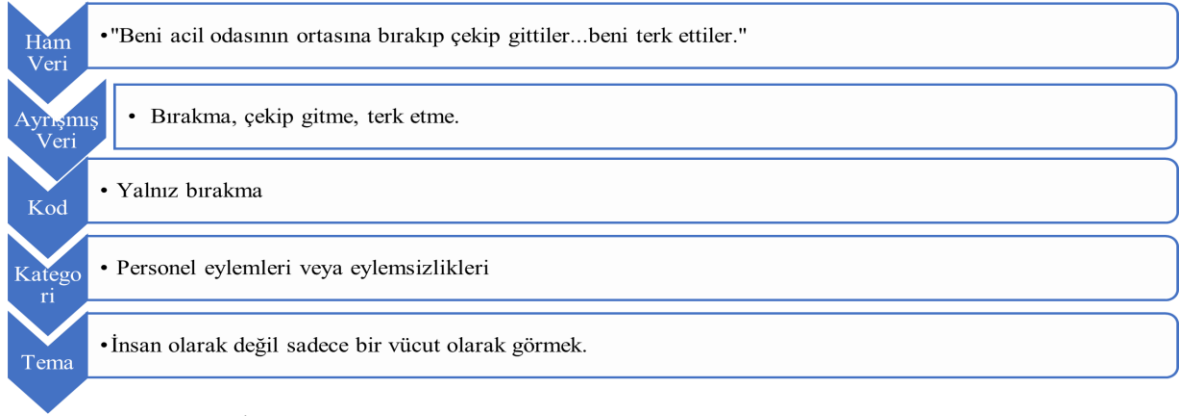 Ham
Veri
•"Beni acil odasının ortasına bırakıp çekip gittiler...beni terk ettiler."
Ayrışmış
Veri
• Bırakma, çekip gitme, terk etme.
Kod
• Yalnız bırakma
Katego
ri
• Personel eylemleri veya eylemsizlikleri
Tema
•İnsan olarak değil sadece bir vücut olarak görmek.